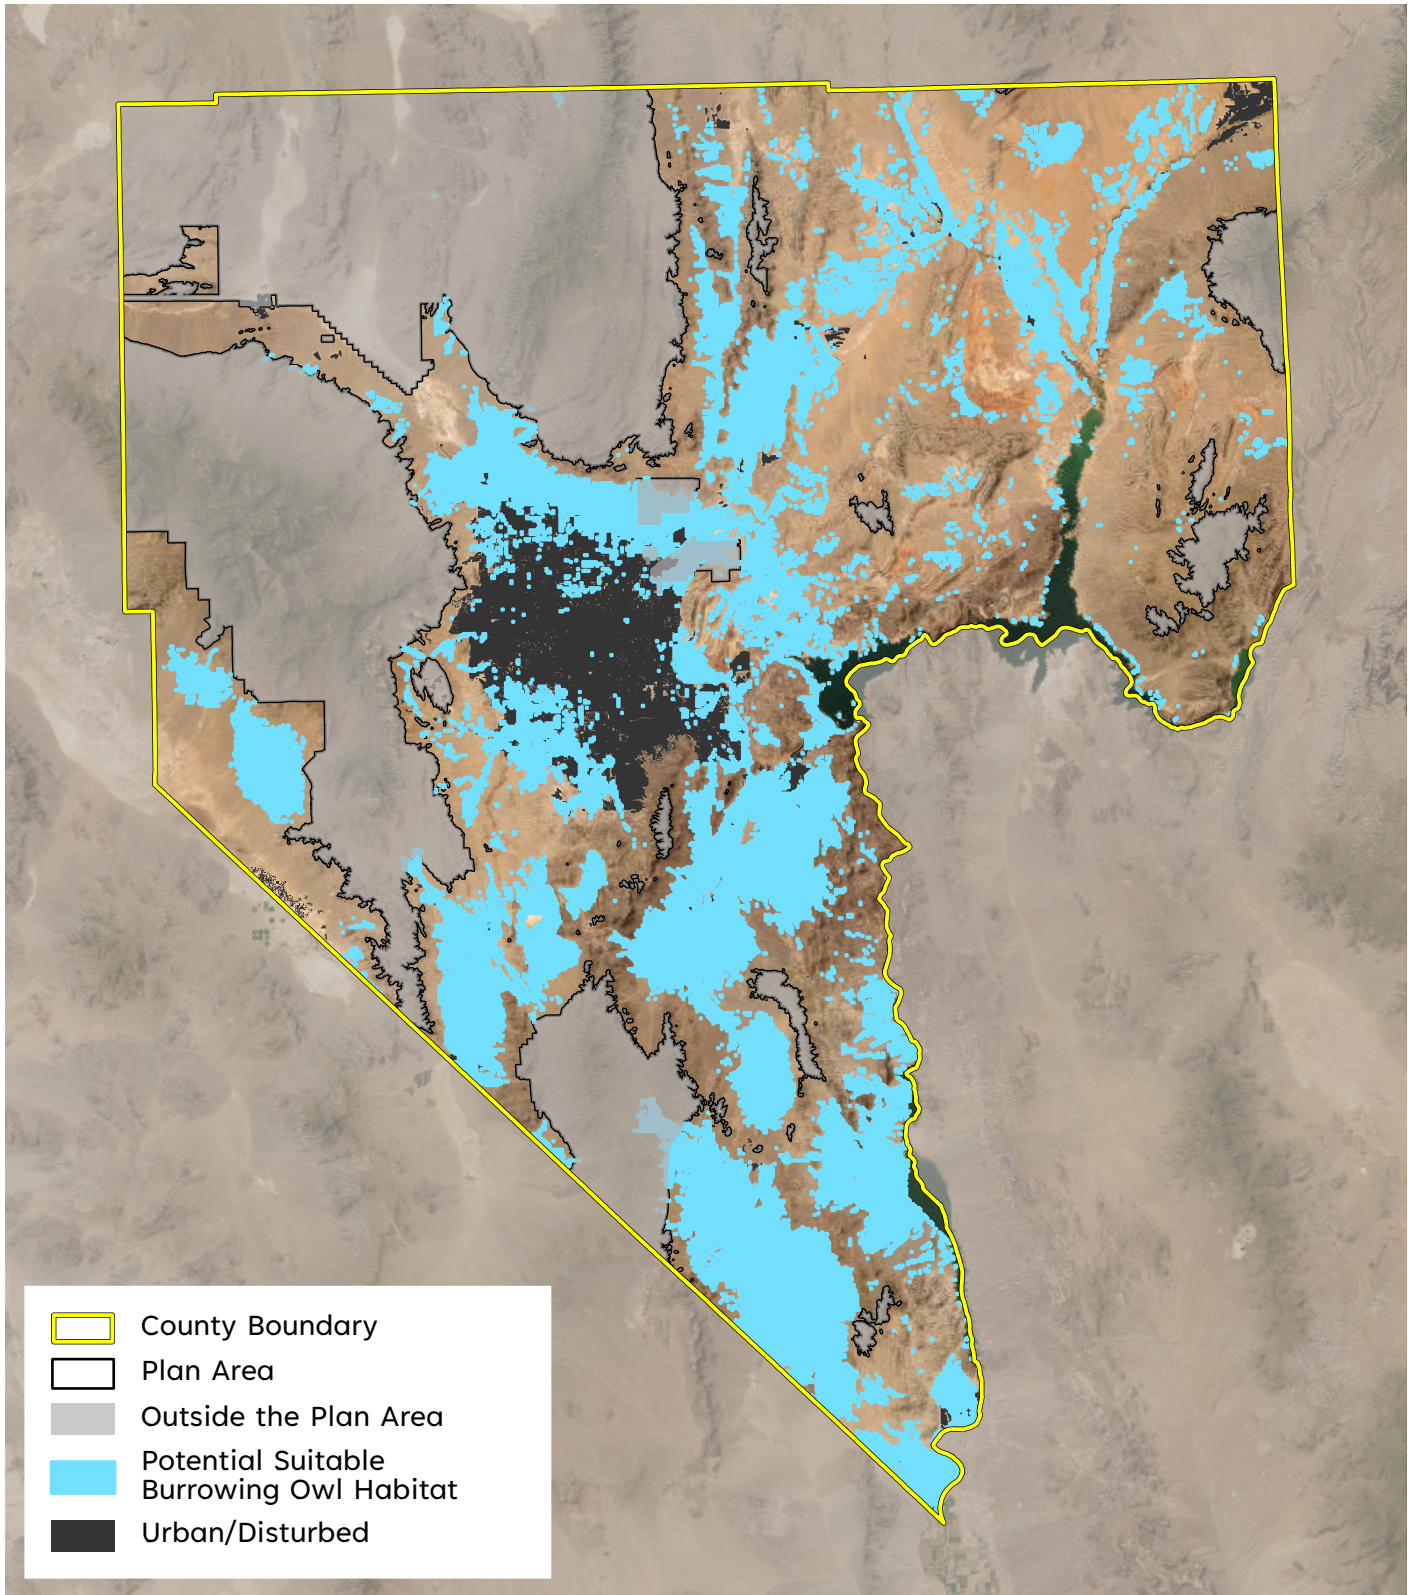 County Boundary
Plan Area
Outside the Plan Area
Potential Suitable
Burrowing Owl Habitat
Urban/Disturbed